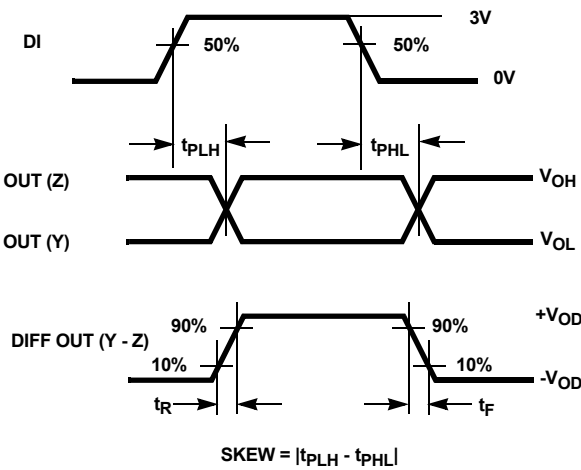 3V
DI
50%
50%
0V
tPLH
tPHL
OUT (Z)
VOH
OUT (Y)
VOL
+VOD
90%
90%
DIFF OUT (Y - Z)
10%
10%
-VOD
tR
tF
SKEW = |tPLH - tPHL|